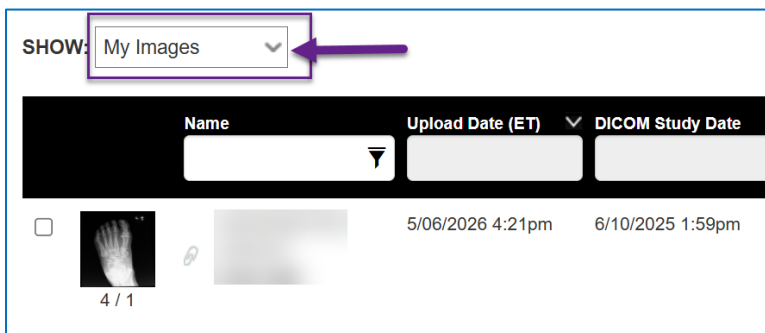 SHOW: My Images
Name Upload Date (ET) DICOM Study Date
5/06/2026 4:21pm 6/10/2025 1:59pm
4 / 1